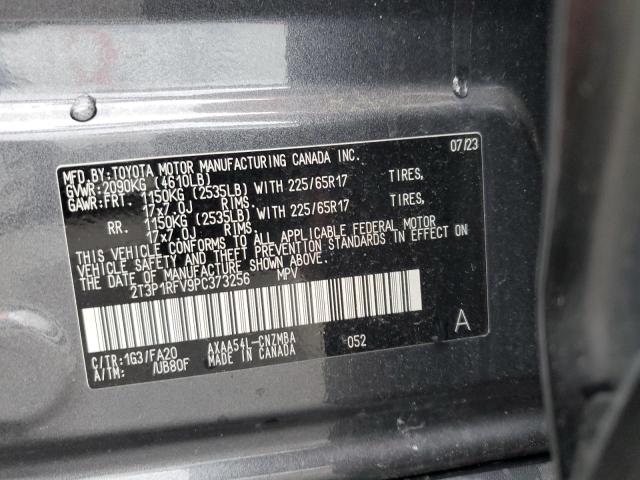 MFD.BY:TOYOTA MOTOR MANUFACTURING CANADA INC. 07/23
GVWR:2090KG (4610LB)
GAWR:FRT. 1150KG (2535LB) WITH 225/65R17 TIRES,
17x7.0J RIMS.
RR. 1150KG (2535LB) WITH 225/65R17 TIRES,
17x7.0J RIMS.
THIS VEHICLE CONFORMS TO ALL APPLICABLE FEDERAL MOTOR
VEHICLE SAFETY AND THEFT PREVENTION STANDARDS IN EFFECT ON
THE DATE OF MANUFACTURE SHOWN ABOVE.
2T3P1RFV9PC373256 MPV
C/TR:1G3/FA20 AXAA54L-CNZMBA 052 A
A/TM: /UB80F MADE IN CANADA